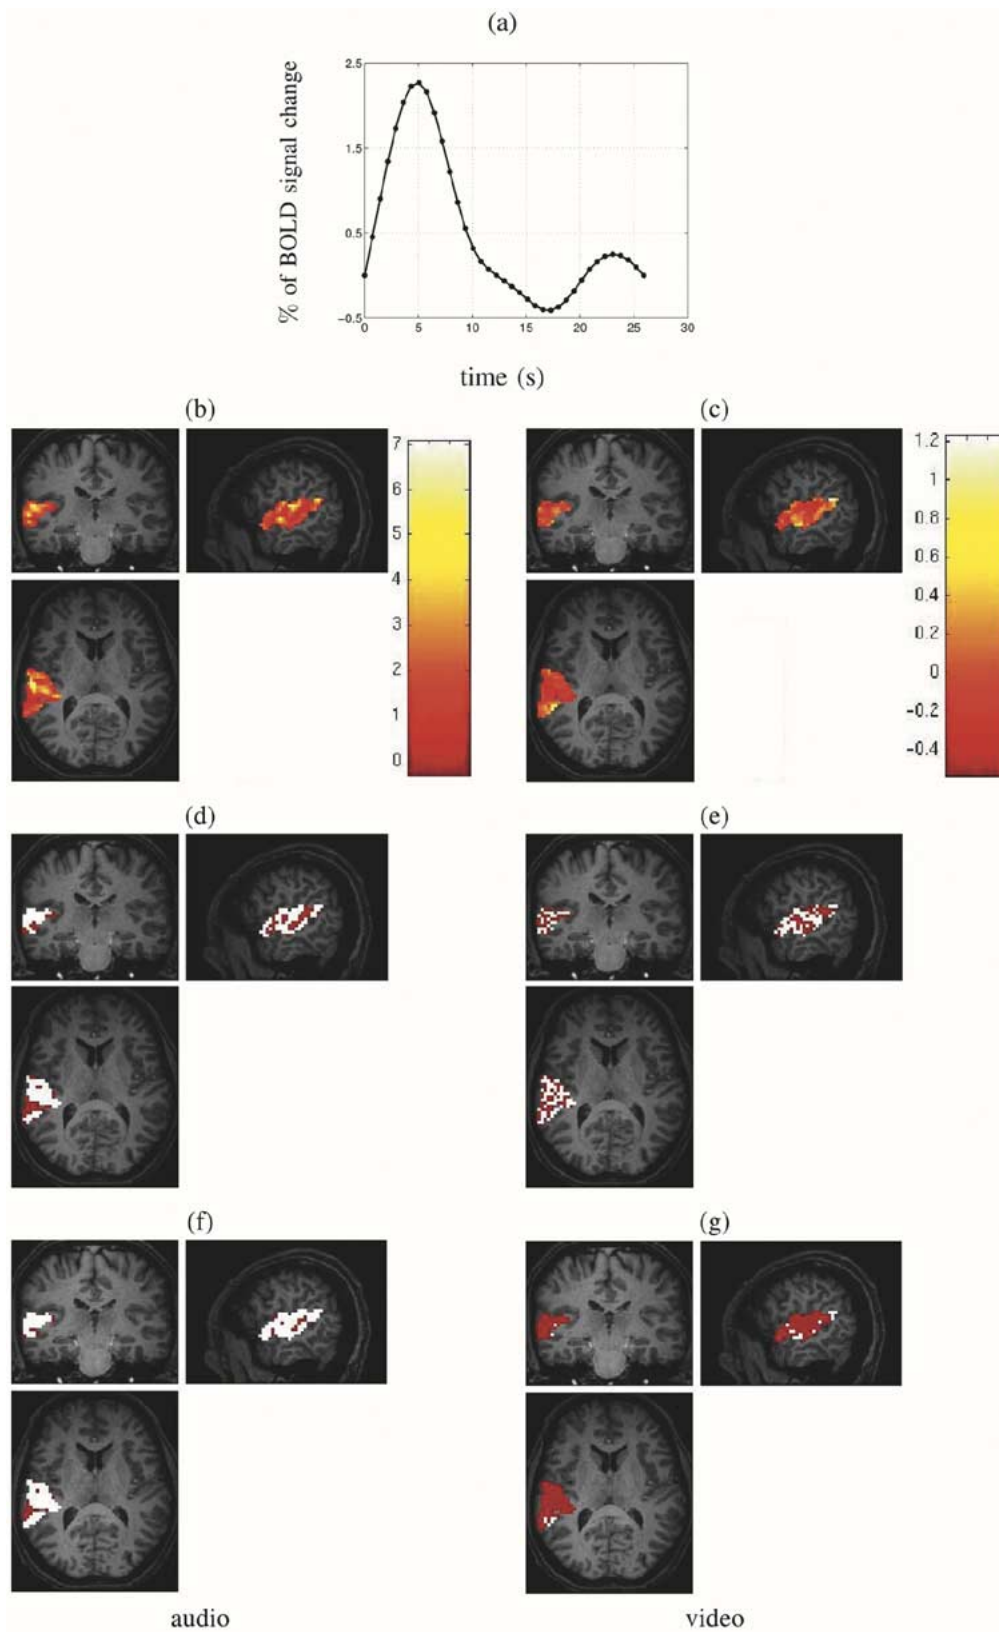 (a)
% of BOLD signal change
2.5
1.5
0.5
−0.5
0 5 10 15 20 25 30
time (s)
(b)
(c)
7
6
5
4
3
2
1
0
1.2
1
0.8
0.6
0.4
0.2
0
-0.2
-0.4
(d)
(e)
(f)
(g)
audio
video